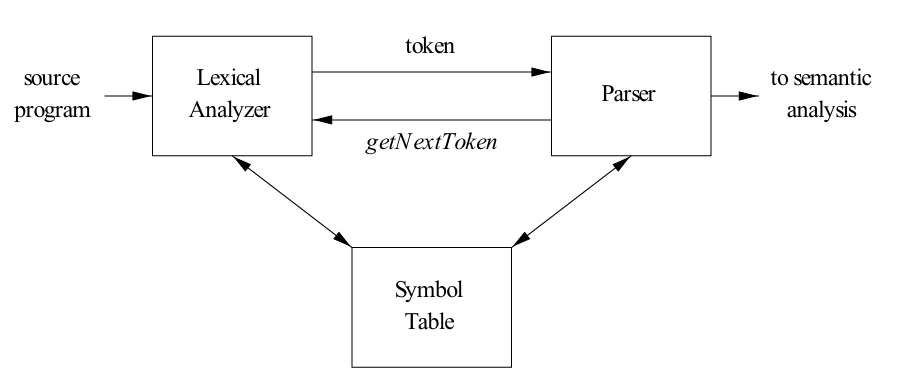 token
source
program
Lexical
Analyzer
Parser
to semantic
analysis
getNextToken
Symbol
Table